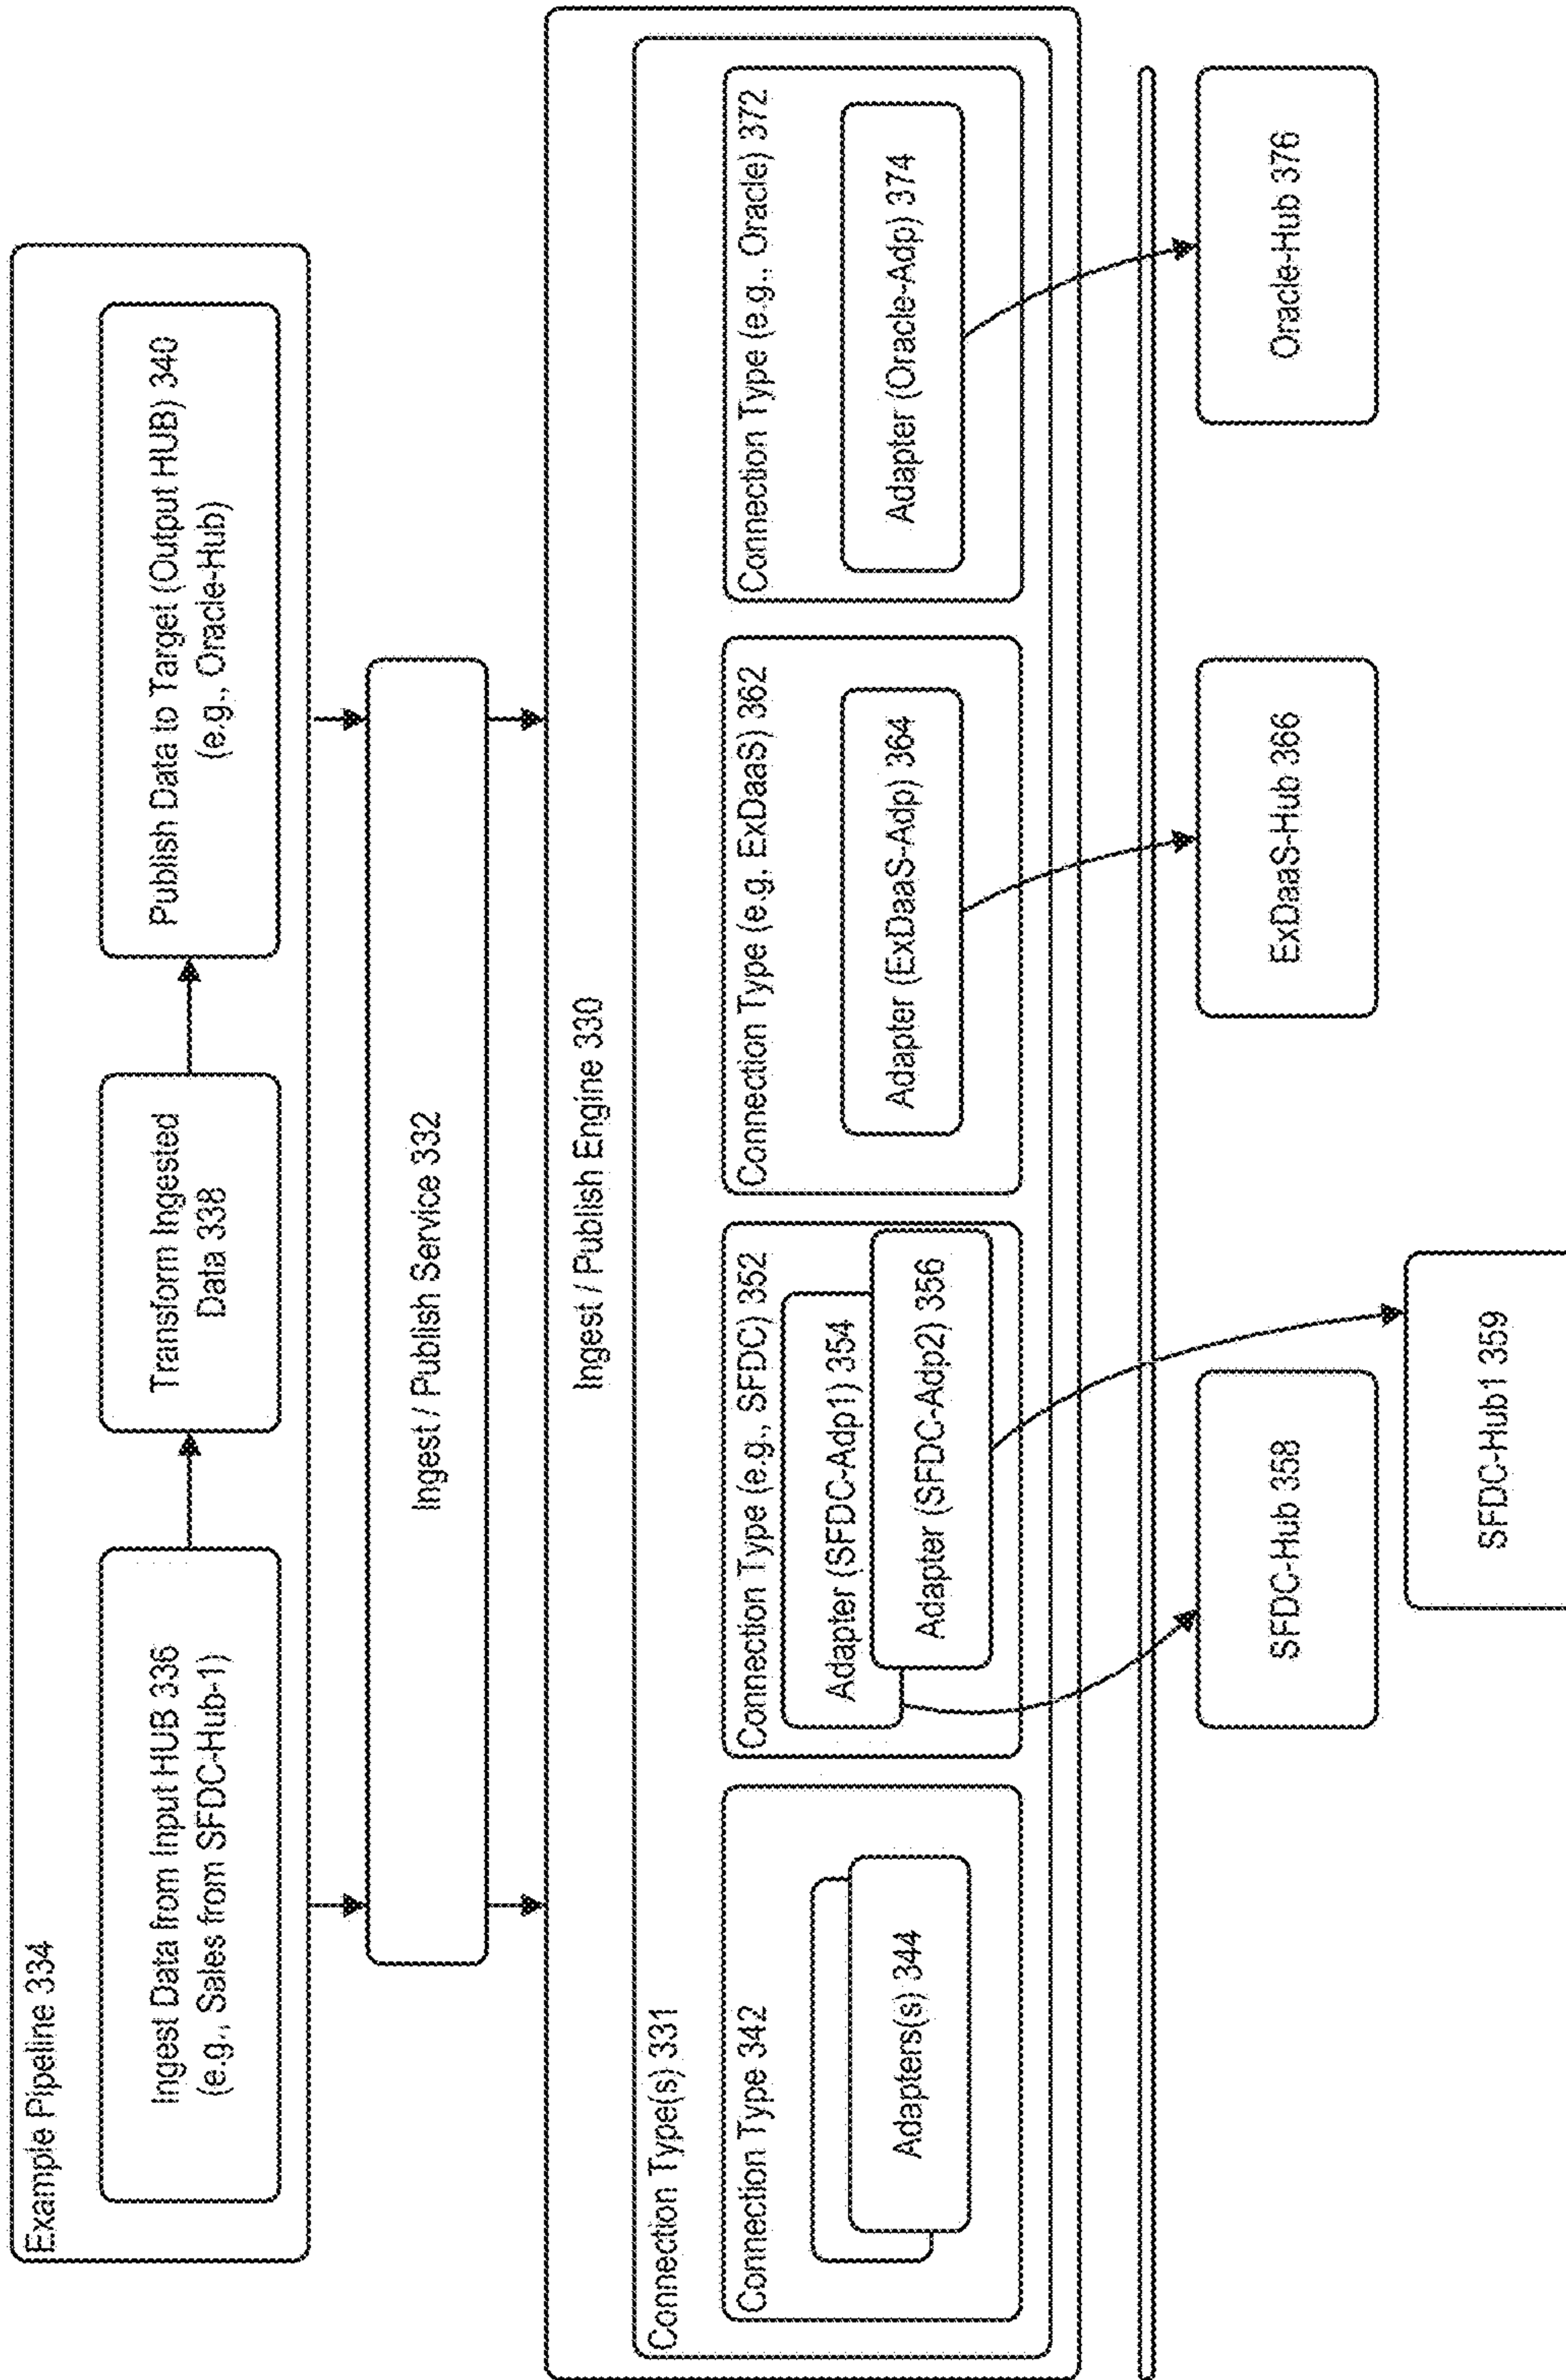 Example Pipeline 334
Ingest Data from Input HUB 336
(e.g., Sales from SFDC-Hub-1)
Transform Ingested
Data 338
Publish Data to Target (Output HUB) 340
(e.g., Oracle-Hub)
Ingest / Publish Service 332
Ingest / Publish Engine 330
Connection Type(s) 331
Connection Type 342
Adapters(s) 344
Connection Type (e.g., SFDC) 352
Adapter (SFDC-Adp1) 354
Adapter (SFDC-Adp2) 356
Connection Type (e.g, ExDaaS) 362
Adapter (ExDaaS-Adp) 364
Connection Type (e.g., Oracle) 372
Adapter (Oracle-Adp) 374
SFDC-Hub 358
SFDC-Hub1 359
ExDaaS-Hub 366
Oracle-Hub 376